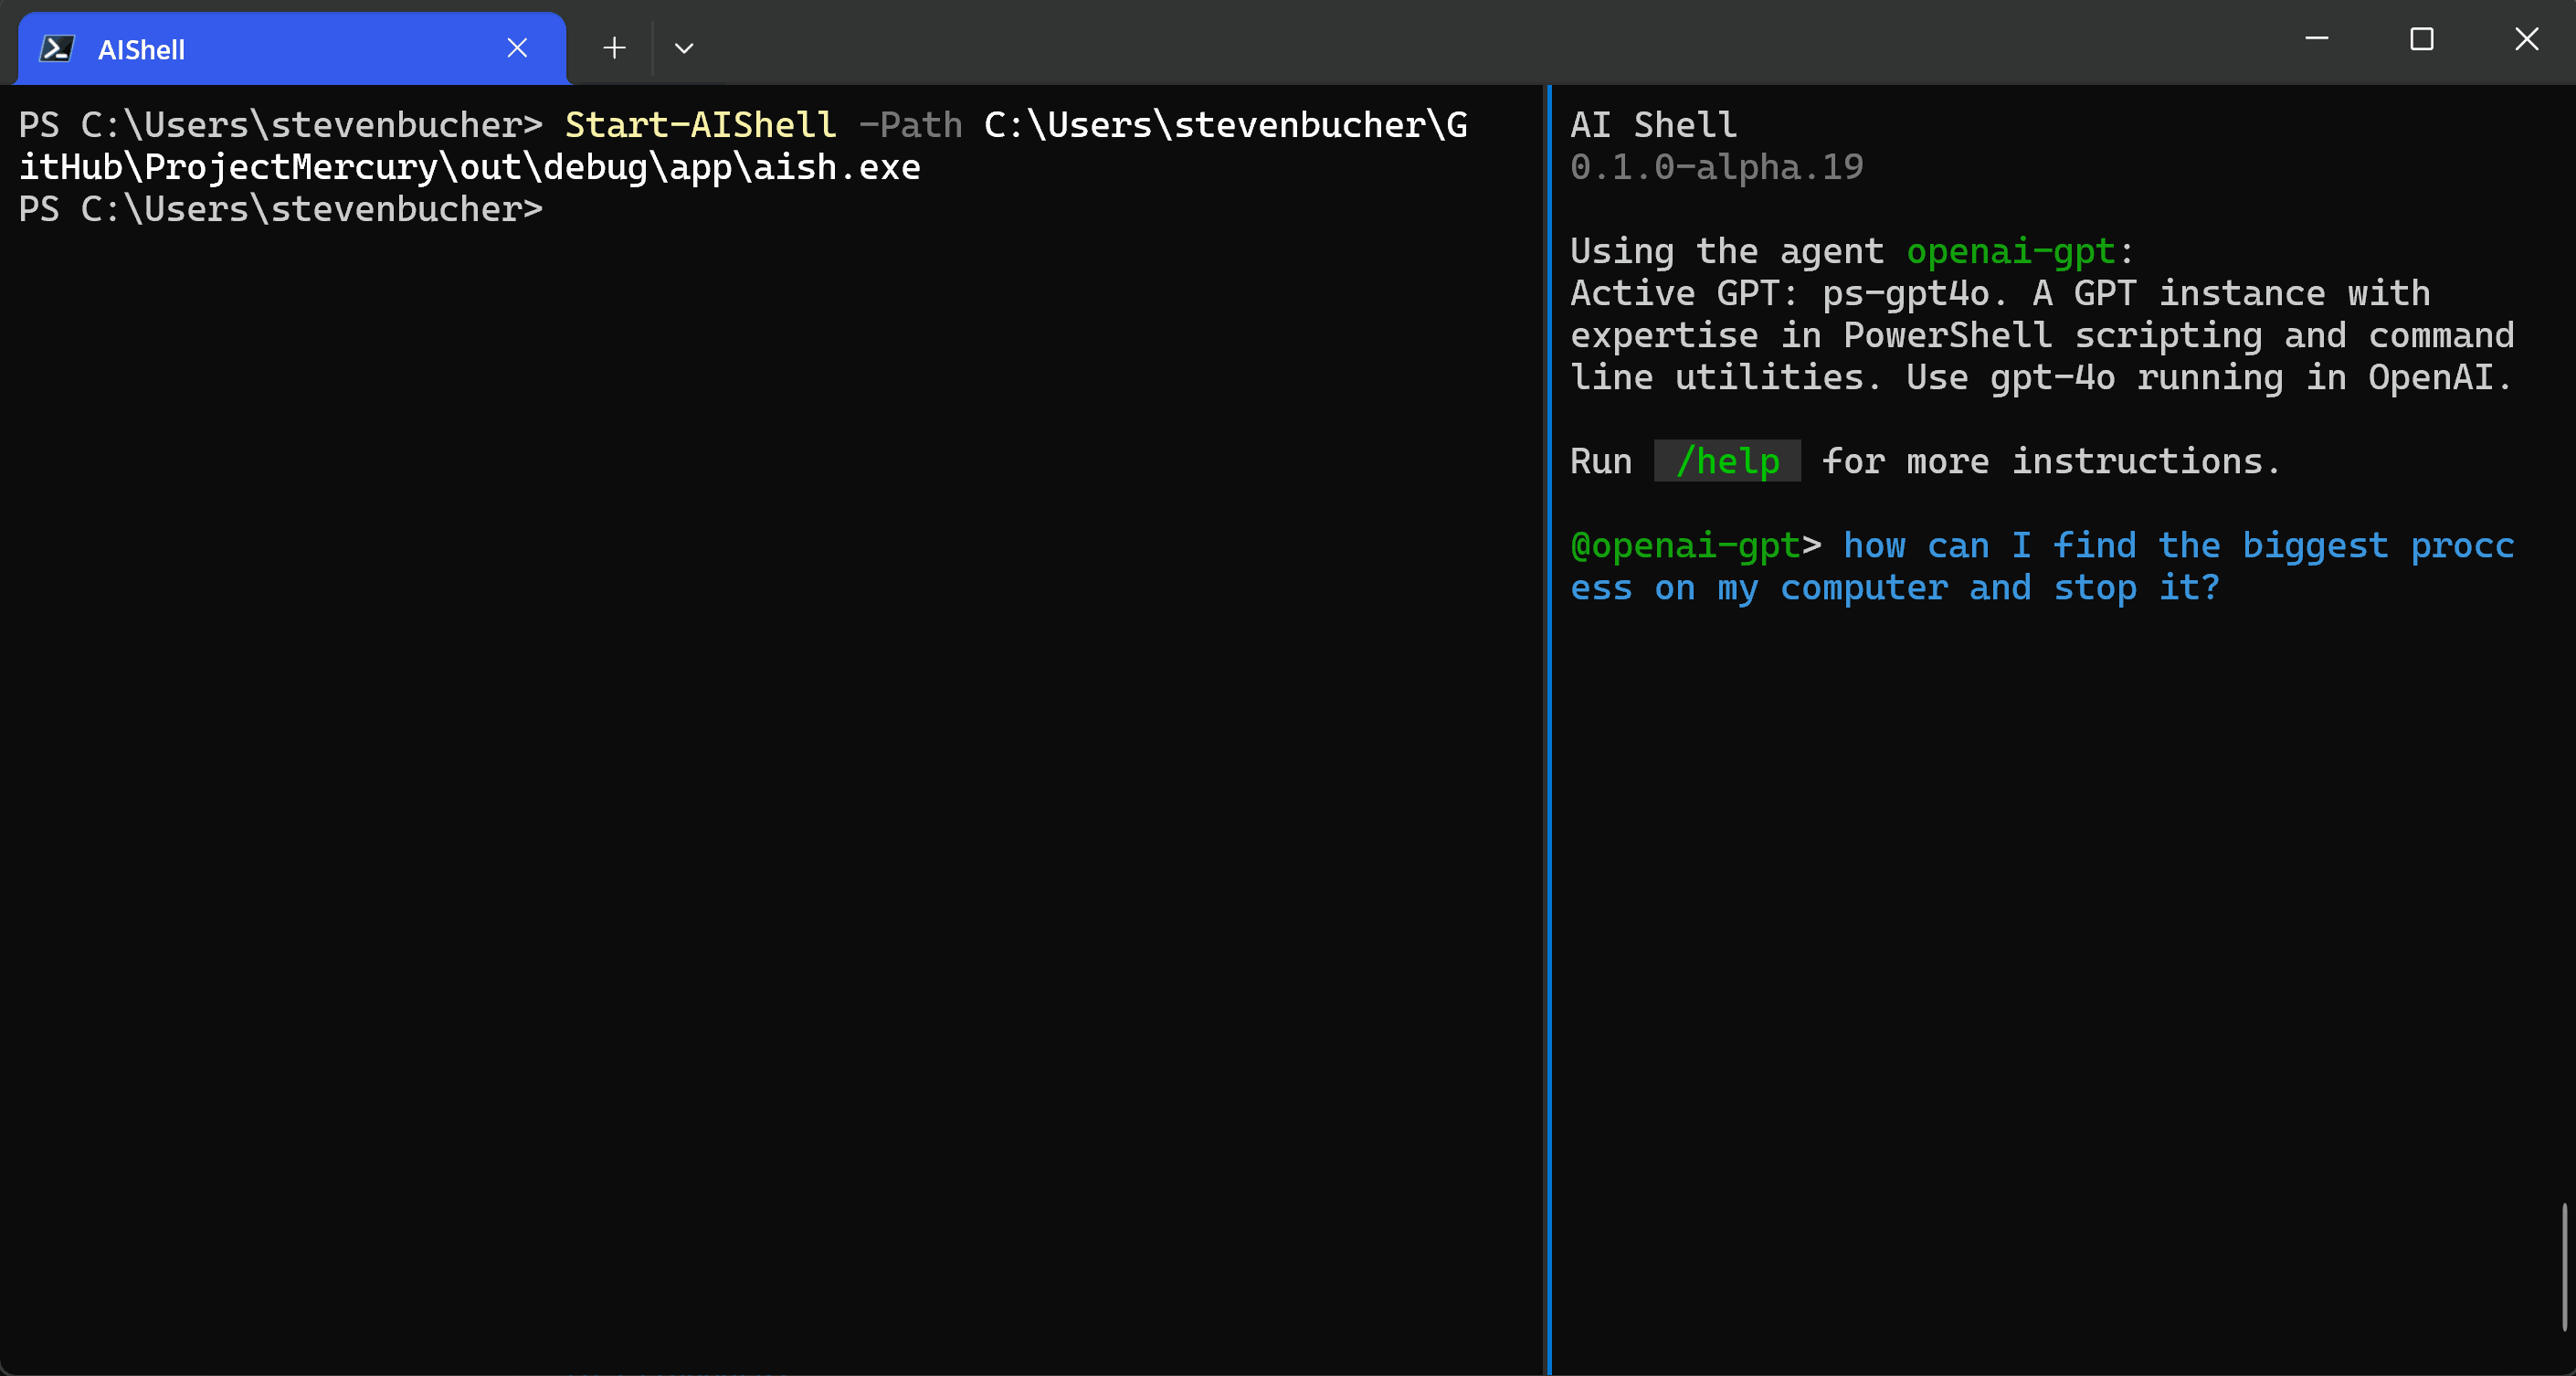 AIShell
PS C:\Users\stevenbucher> Start-AIShell -Path C:\Users\stevenbucher\G
itHub\ProjectMercury\out\debug\app\aish.exe
PS C:\Users\stevenbucher>
AI Shell
0.1.0-alpha.19
Using the agent openai-gpt:
Active GPT: ps-gpt4o. A GPT instance with
expertise in PowerShell scripting and command
line utilities. Use gpt-4o running in OpenAI.
Run /help for more instructions.
@openai-gpt> how can I find the biggest procc
ess on my computer and stop it?